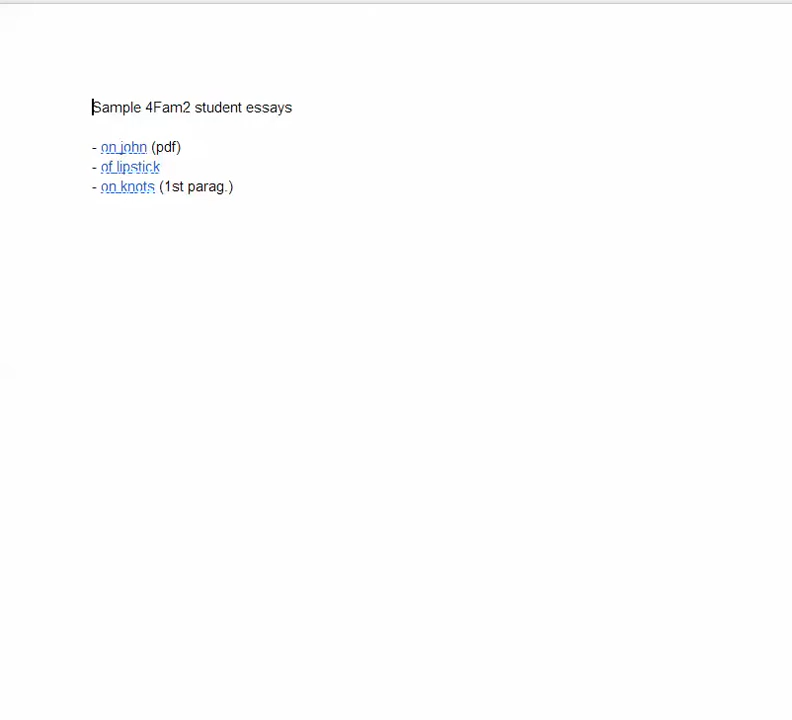 Sample 4Fam2 student essays
- on john (pdf)
- of lipstick
- on knots (1st parag.)